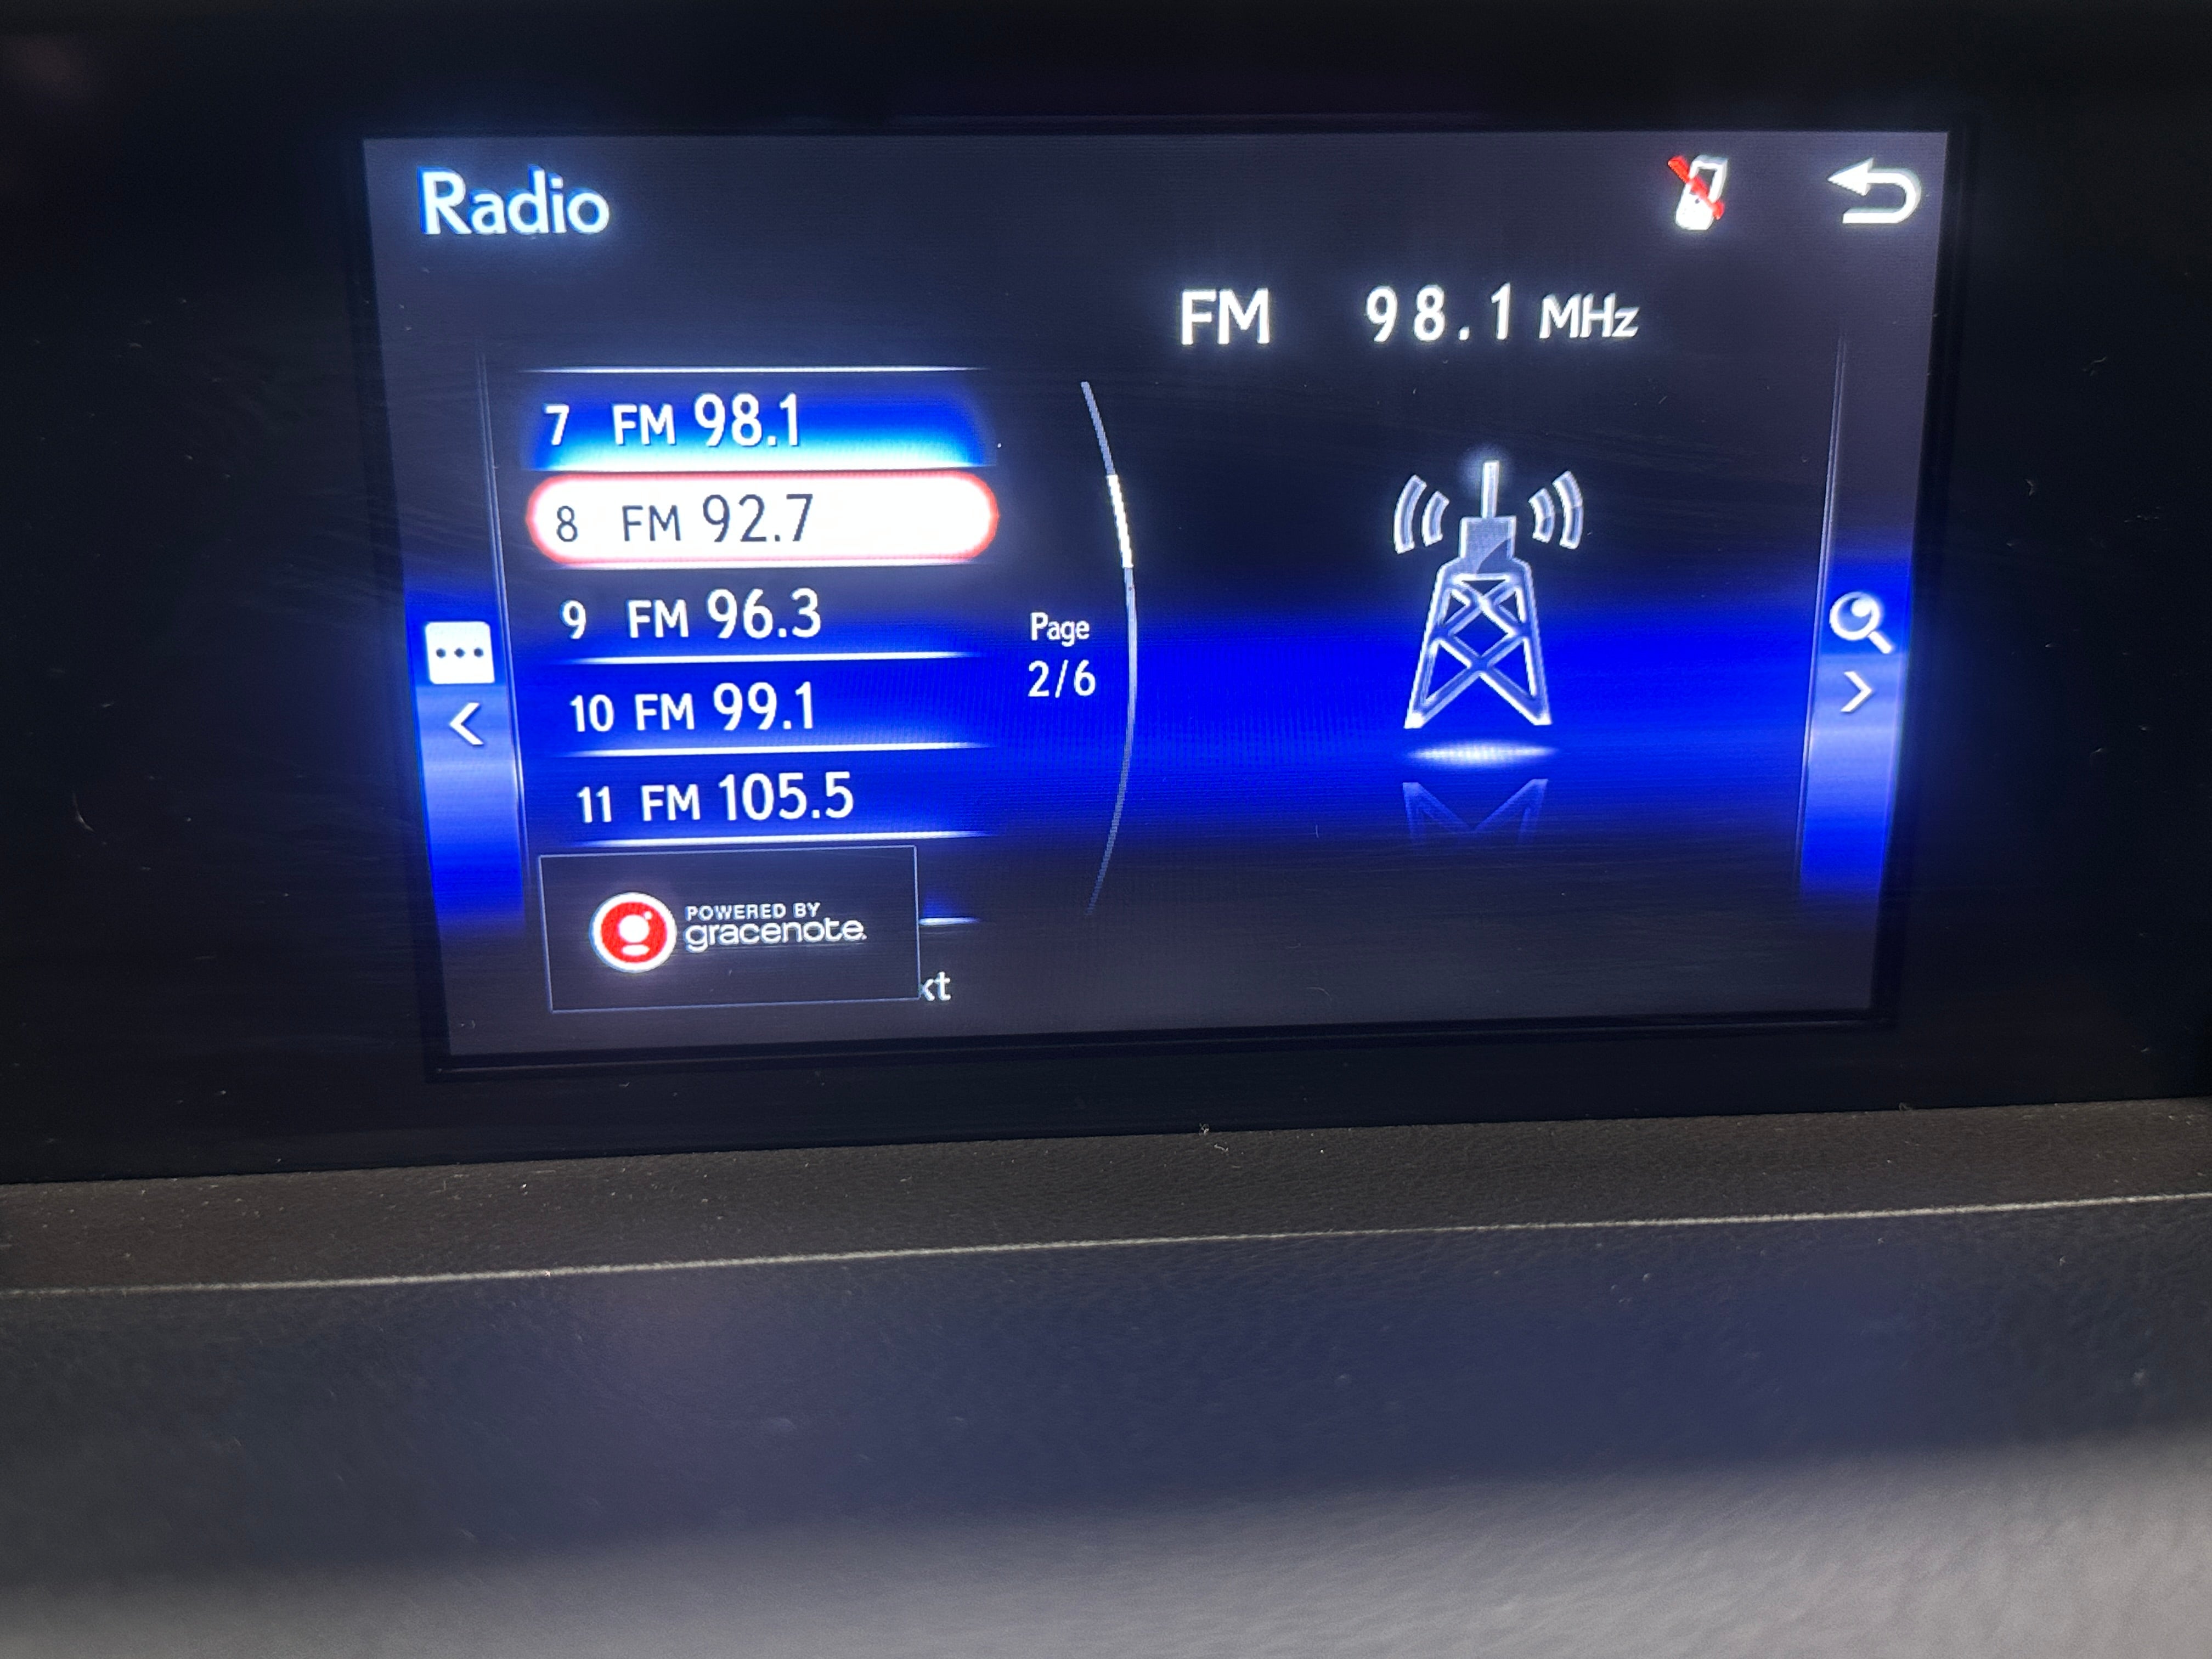 Radio
FM 98.1 MHz
7 FM 98.1
8 FM 92.7
9 FM 96.3
10 FM 99.1
11 FM 105.5
Page
2/6
POWERED BY
gracenote.
xt